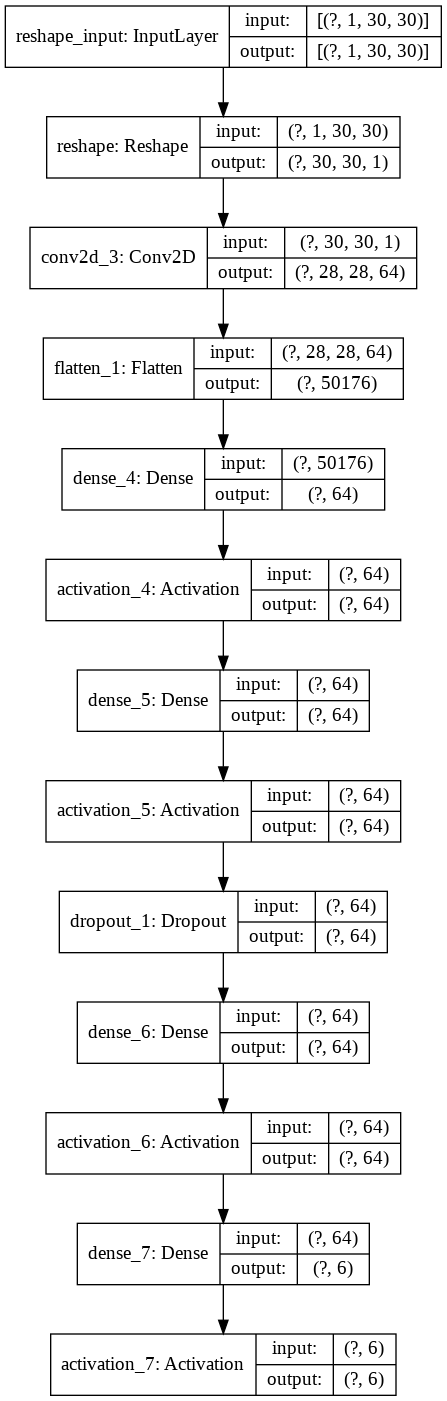 reshape_input: InputLayer
input: [(?, 1, 30, 30)]
output: [(?, 1, 30, 30)]
reshape: Reshape
input: (?, 1, 30, 30)
output: (?, 30, 30, 1)
conv2d_3: Conv2D
input: (?, 30, 30, 1)
output: (?, 28, 28, 64)
flatten_1: Flatten
input: (?, 28, 28, 64)
output: (?, 50176)
dense_4: Dense
input: (?, 50176)
output: (?, 64)
activation_4: Activation
input: (?, 64)
output: (?, 64)
dense_5: Dense
input: (?, 64)
output: (?, 64)
activation_5: Activation
input: (?, 64)
output: (?, 64)
dropout_1: Dropout
input: (?, 64)
output: (?, 64)
dense_6: Dense
input: (?, 64)
output: (?, 64)
activation_6: Activation
input: (?, 64)
output: (?, 64)
dense_7: Dense
input: (?, 64)
output: (?, 6)
activation_7: Activation
input: (?, 6)
output: (?, 6)